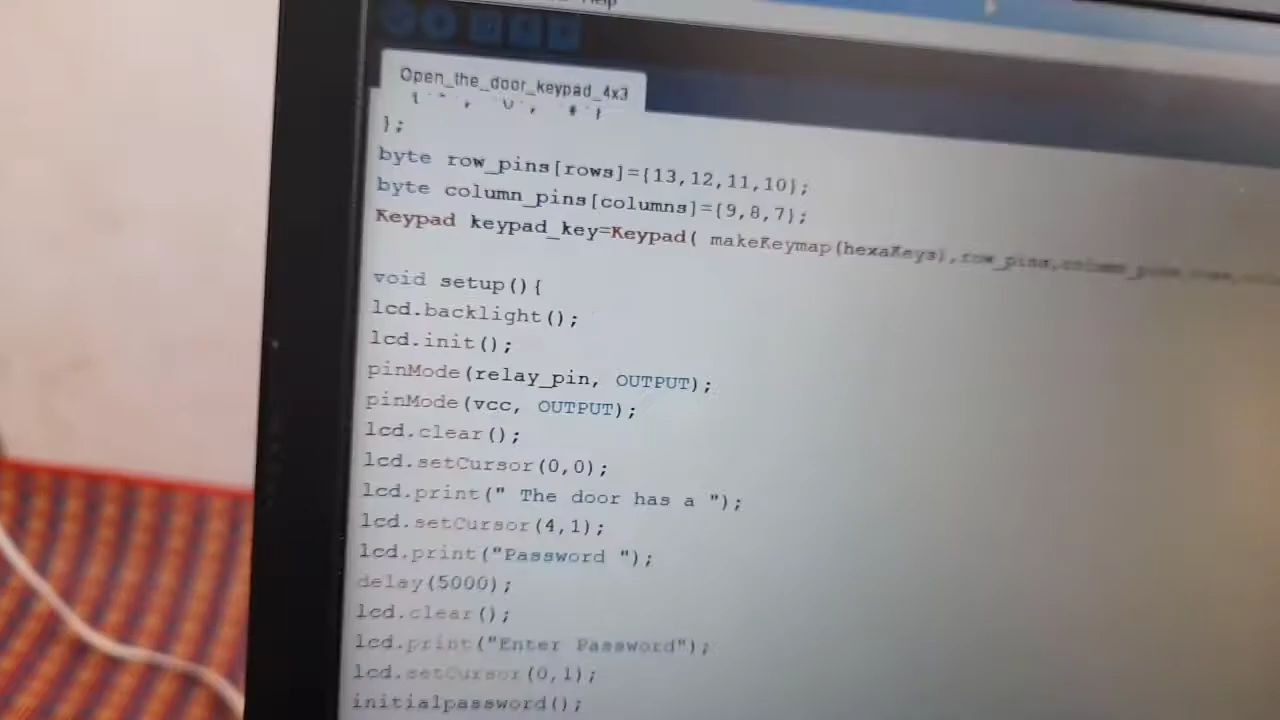 Help
Open_the_door_keypad_4x3
};
byte row_pins[rows]={13,12,11,10};
byte column_pins[columns]={9,8,7};
Keypad keypad_key=Keypad( makeKeymap(hexaKeys),row_pins,column_pins,
void setup(){
lcd.backlight();
lcd.init();
pinMode(relay_pin, OUTPUT);
pinMode(vcc, OUTPUT);
lcd.clear();
lcd.setCursor(0,0);
lcd.print(" The door has a ");
lcd.setCursor(4,1);
lcd.print("Password ");
delay(5000);
lcd.clear();
lcd.print("Enter Password");
lcd.setCursor(0,1);
initialpassword();